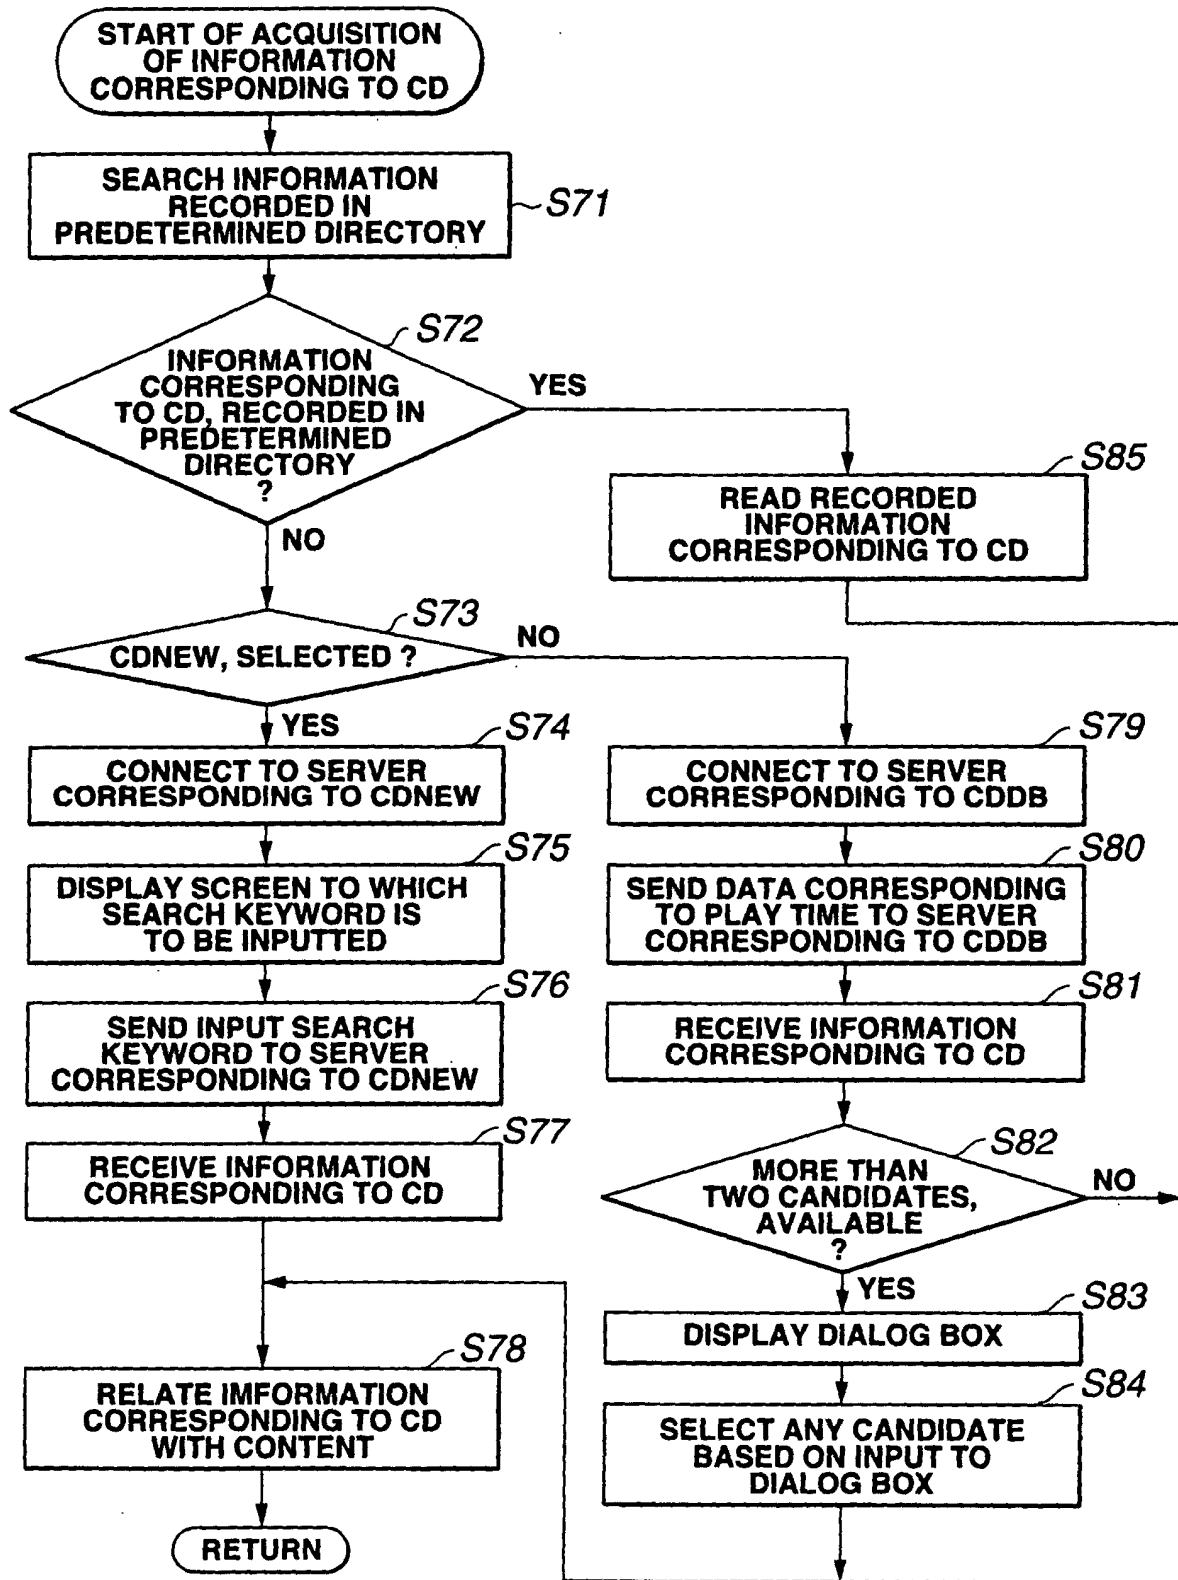 START OF ACQUISITION
OF INFORMATION
CORRESPONDING TO CD
SEARCH INFORMATION
RECORDED IN
PREDETERMINED DIRECTORY
S71
S72
INFORMATION
CORRESPONDING
TO CD, RECORDED IN
PREDETERMINED
DIRECTORY
?
YES
NO
S85
READ RECORDED
INFORMATION
CORRESPONDING TO CD
S73
CDNEW, SELECTED ?
NO
YES
S74
CONNECT TO SERVER
CORRESPONDING TO CDNEW
S75
DISPLAY SCREEN TO WHICH
SEARCH KEYWORD IS
TO BE INPUTTED
S76
SEND INPUT SEARCH
KEYWORD TO SERVER
CORRESPONDING TO CDNEW
S77
RECEIVE INFORMATION
CORRESPONDING TO CD
S78
RELATE IMFORMATION
CORRESPONDING TO CD
WITH CONTENT
RETURN
S79
CONNECT TO SERVER
CORRESPONDING TO CDDB
S80
SEND DATA CORRESPONDING
TO PLAY TIME TO SERVER
CORRESPONDING TO CDDB
S81
RECEIVE INFORMATION
CORRESPONDING TO CD
S82
MORE THAN
TWO CANDIDATES,
AVAILABLE
?
NO
YES
S83
DISPLAY DIALOG BOX
S84
SELECT ANY CANDIDATE
BASED ON INPUT TO
DIALOG BOX